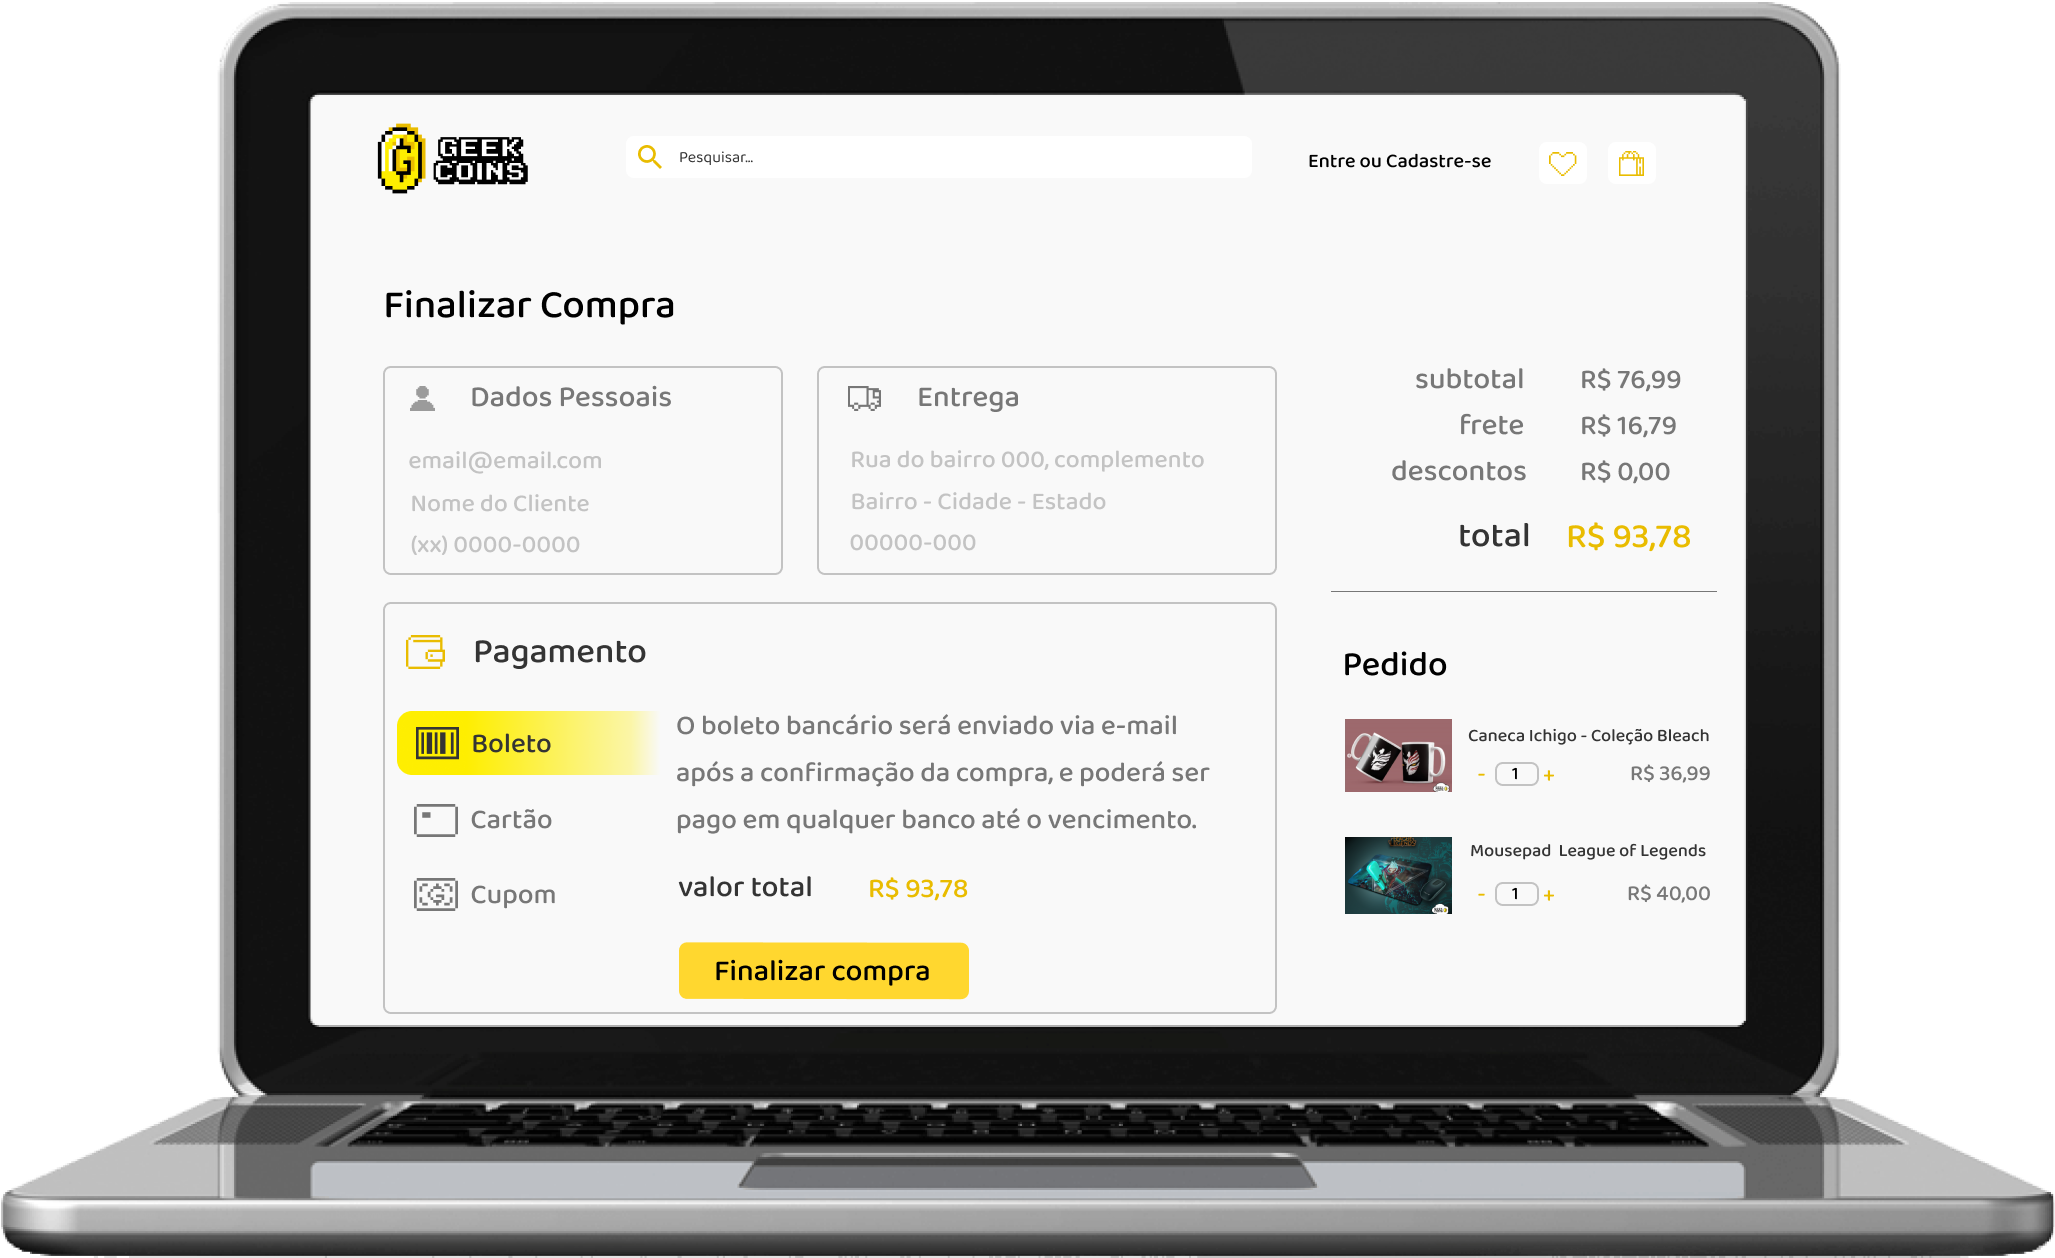 GEEK
COINS
Pesquisar...
Entre ou Cadastre-se
Finalizar Compra
Dados Pessoais
email@email.com
Nome do Cliente
(xx) 0000-0000
Entrega
Rua do bairro 000, complemento
Bairro - Cidade - Estado
00000-000
subtotal R$ 76,99
frete R$ 16,79
descontos R$ 0,00
total R$ 93,78
Pagamento
Boleto
Cartão
Cupom
O boleto bancário será enviado via e-mail
após a confirmação da compra, e poderá ser
pago em qualquer banco até o vencimento.
valor total R$ 93,78
Finalizar compra
Pedido
Caneca Ichigo - Coleção Bleach
- 1 + R$ 36,99
Mousepad League of Legends
- 1 + R$ 40,00